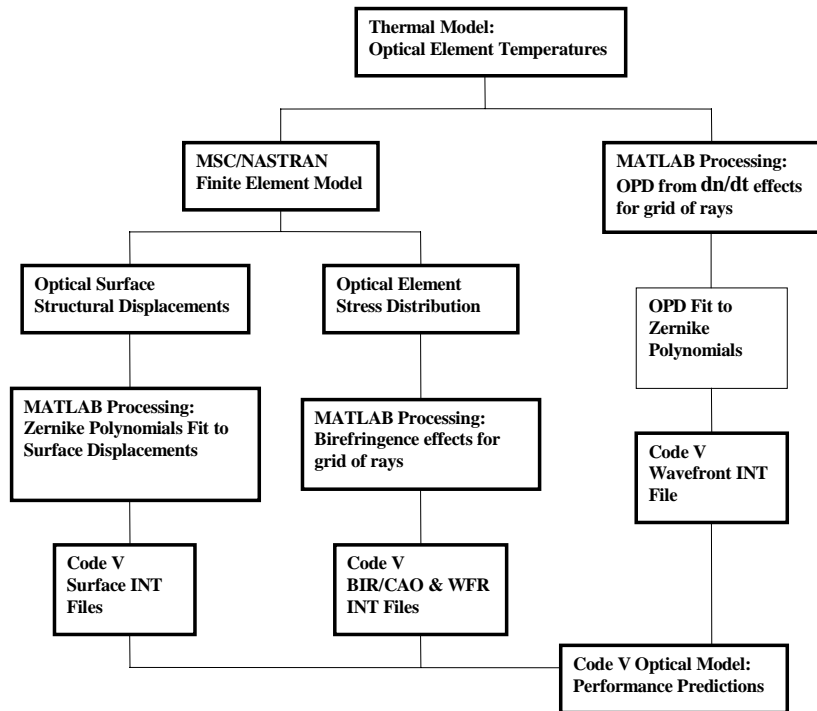 Thermal Model:
Optical Element Temperatures
MSC/NASTRAN
Finite Element Model
MATLAB Processing:
OPD from dn/dt effects
for grid of rays
Optical Surface
Structural Displacements
Optical Element
Stress Distribution
OPD Fit to
Zernike
Polynomials
MATLAB Processing:
Zernike Polynomials Fit to
Surface Displacements
MATLAB Processing:
Birefringence effects for
grid of rays
Code V
Wavefront INT
File
Code V
Surface INT
Files
Code V
BIR/CAO & WFR
INT Files
Code V Optical Model:
Performance Predictions